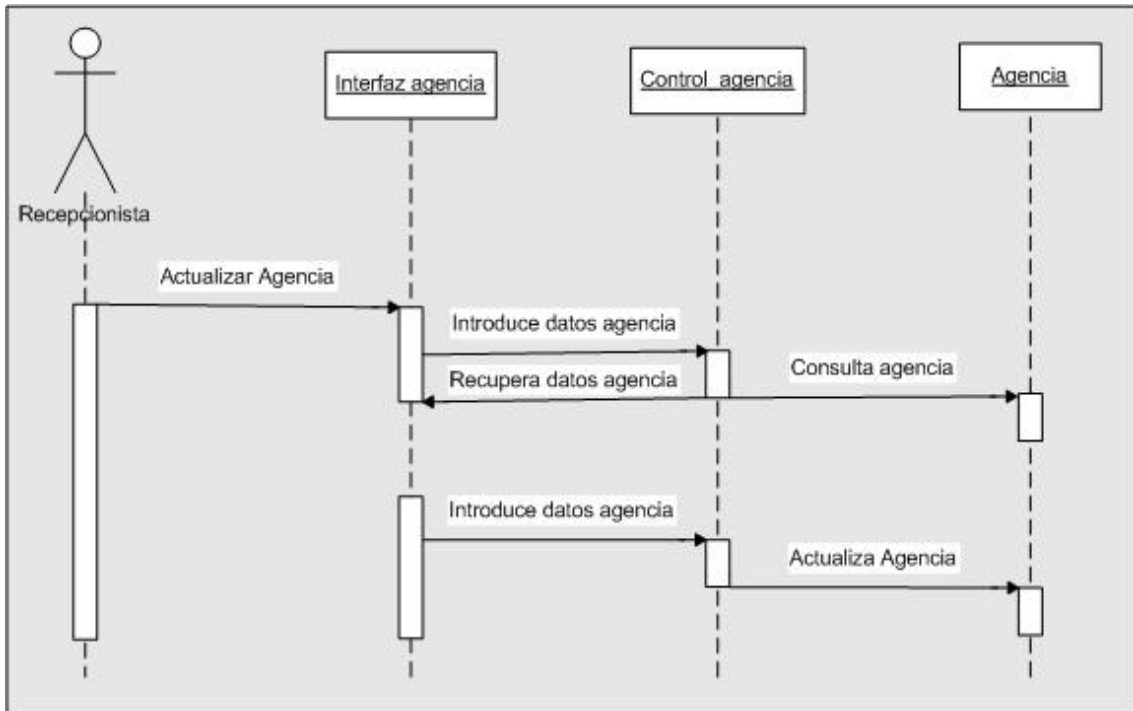 Interfaz agencia
Control_agencia
Agencia
Recepcionista
Actualizar Agencia
Introduce datos agencia
Recupera datos agencia
Consulta agencia
Introduce datos agencia
Actualiza Agencia